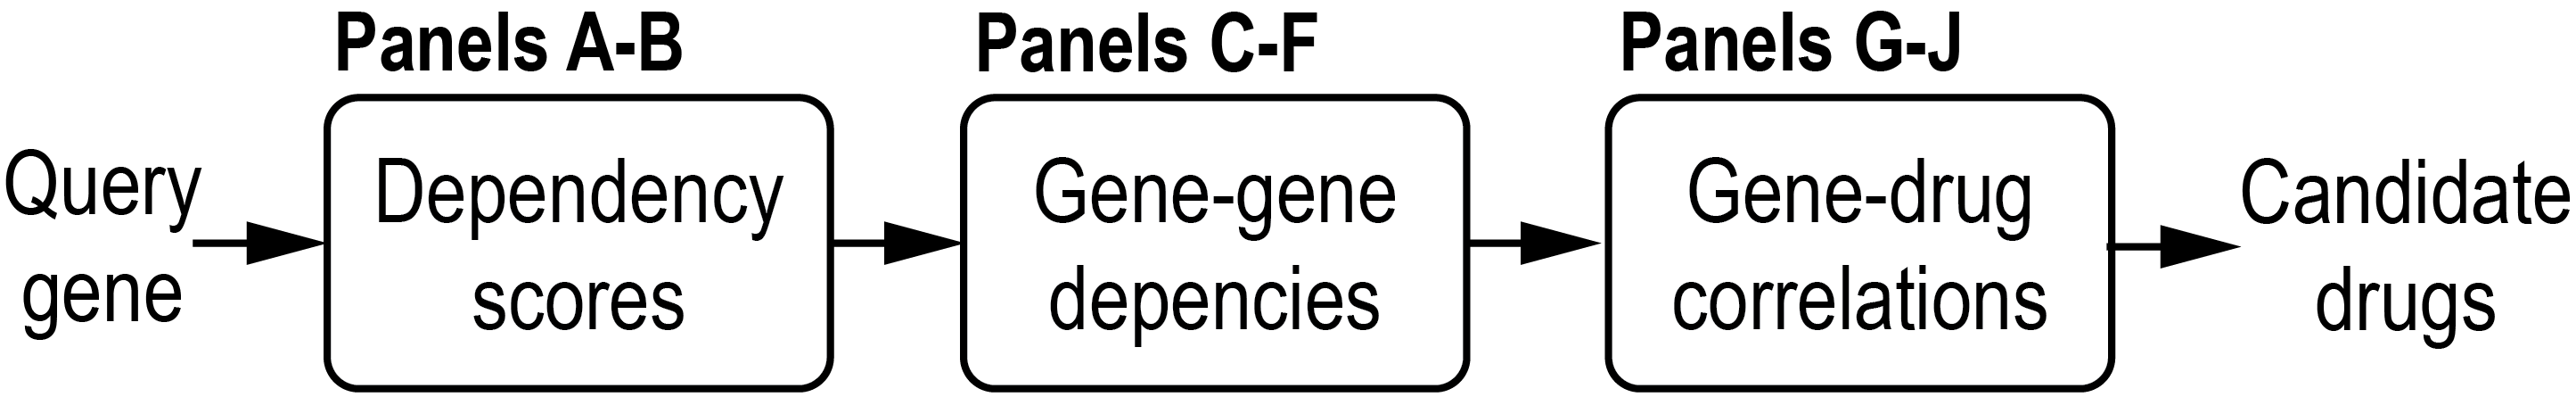 Panels A-B
Panels C-F
Panels G-J
Query
gene
Dependency
scores
Gene-gene
depencies
Gene-drug
correlations
Candidate
drugs